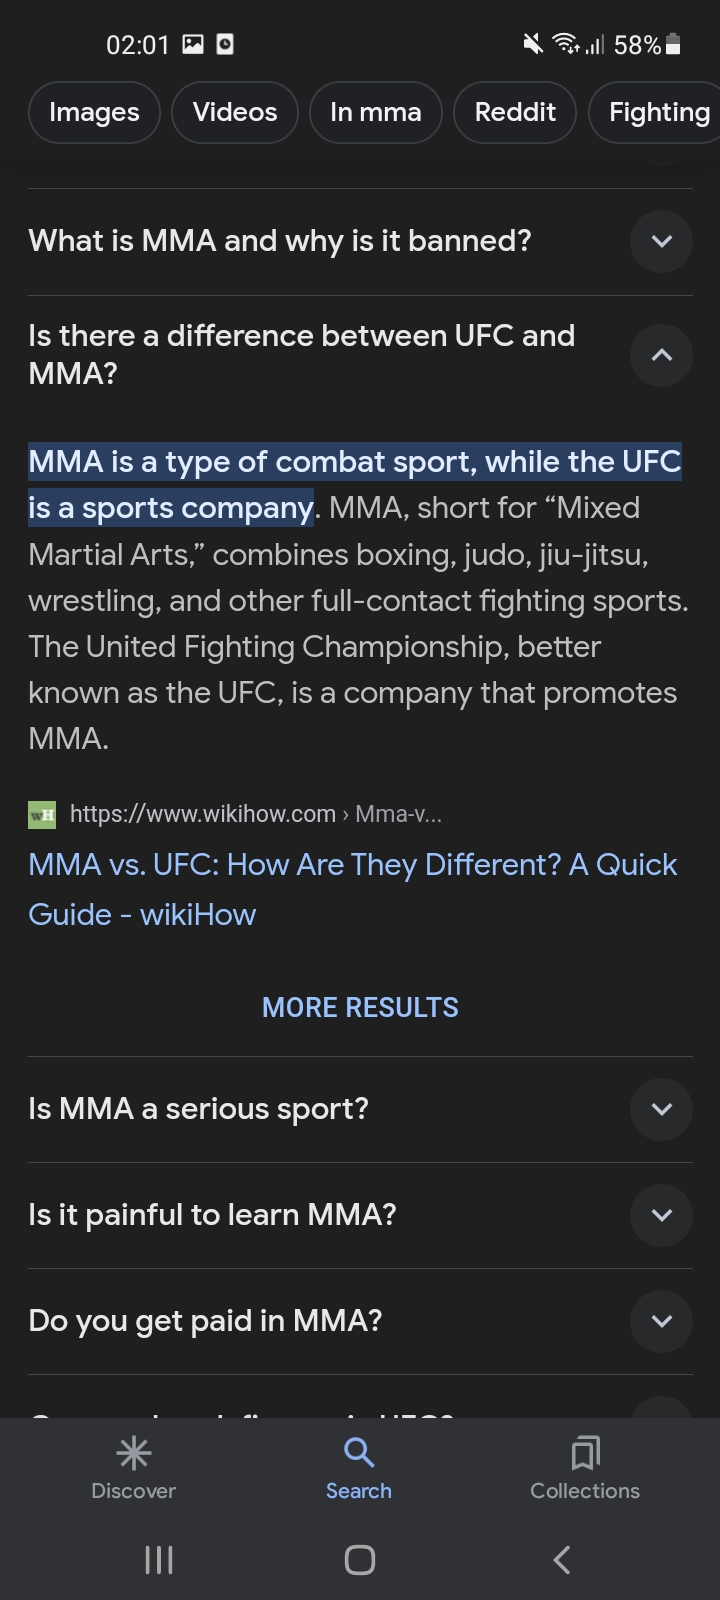 02:01 58%
Images Videos In mma Reddit Fighting
What is MMA and why is it banned?
Is there a difference between UFC and
MMA?
MMA is a type of combat sport, while the UFC
is a sports company. MMA, short for “Mixed
Martial Arts,” combines boxing, judo, jiu-jitsu,
wrestling, and other full-contact fighting sports.
The United Fighting Championship, better
known as the UFC, is a company that promotes
MMA.
wH https://www.wikihow.com › Mma-v...
MMA vs. UFC: How Are They Different? A Quick
Guide - wikiHow
MORE RESULTS
Is MMA a serious sport?
Is it painful to learn MMA?
Do you get paid in MMA?
Discover Search Collections